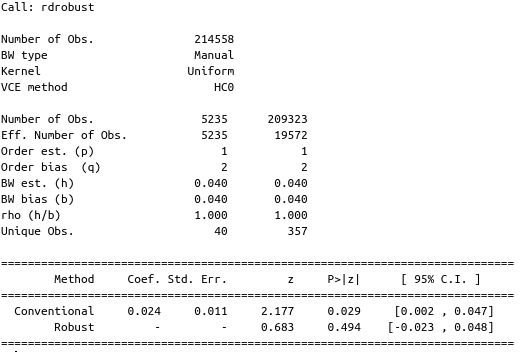 Call: rdrobust
Number of Obs. 214558
BW type Manual
Kernel Uniform
VCE method HC0
Number of Obs. 5235 209323
Eff. Number of Obs. 5235 19572
Order est. (p) 1 1
Order bias (q) 2 2
BW est. (h) 0.040 0.040
BW bias (b) 0.040 0.040
rho (h/b) 1.000 1.000
Unique Obs. 40 357
=============================================================================
Method Coef. Std. Err. z P>|z| [ 95% C.I. ]
=============================================================================
Conventional 0.024 0.011 2.177 0.029 [0.002 , 0.047]
Robust - - 0.683 0.494 [-0.023 , 0.048]
=============================================================================